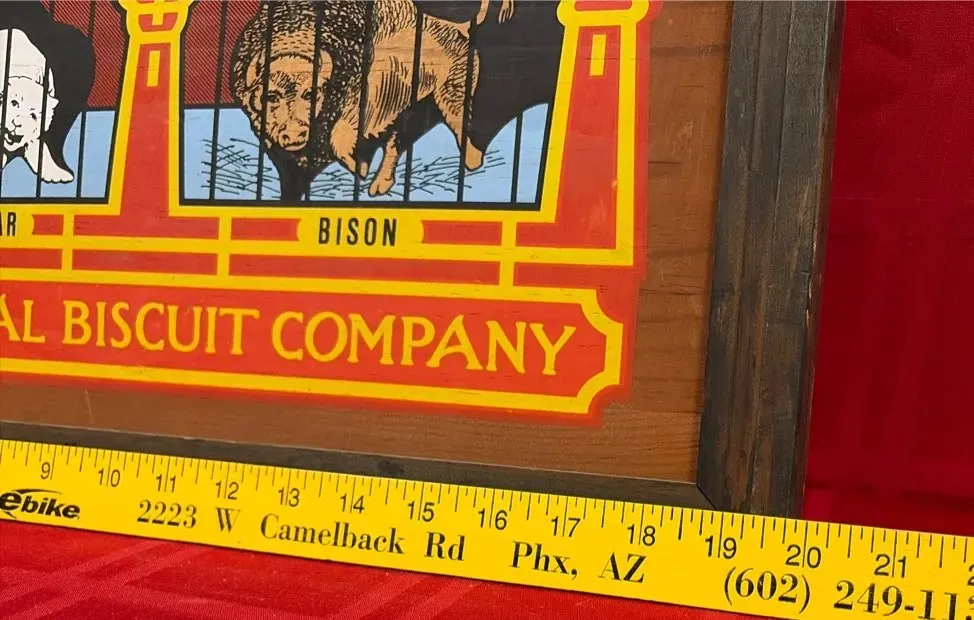 AR
BISON
AL BISCUIT COMPANY
9 10 11 12 13 14 15 16 17 18 19 20 21
ebike 2223 W Camelback Rd Phx, AZ (602) 249-11